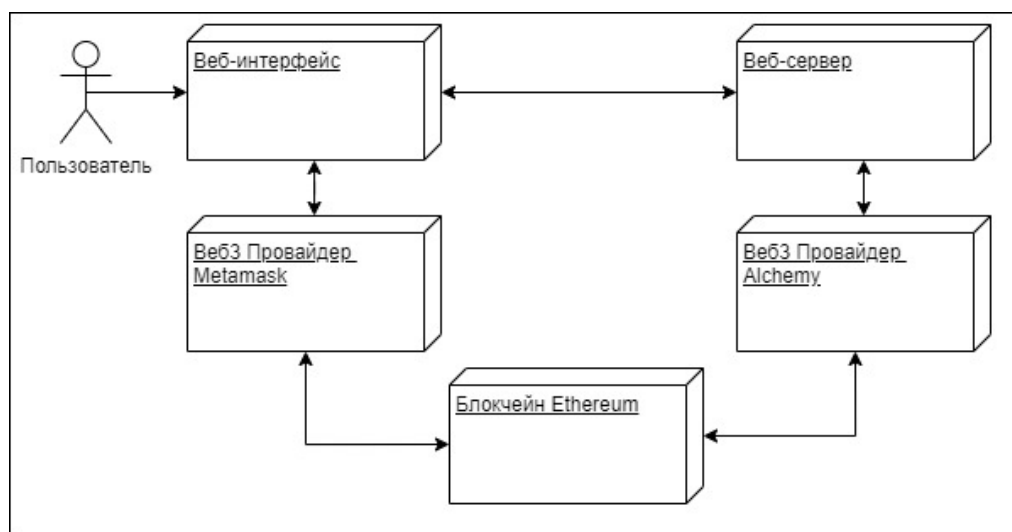 Веб-интерфейс
Веб-сервер
Пользователь
Веб3 Провайдер
Metamask
Веб3 Провайдер
Alchemy
Блокчейн Ethereum